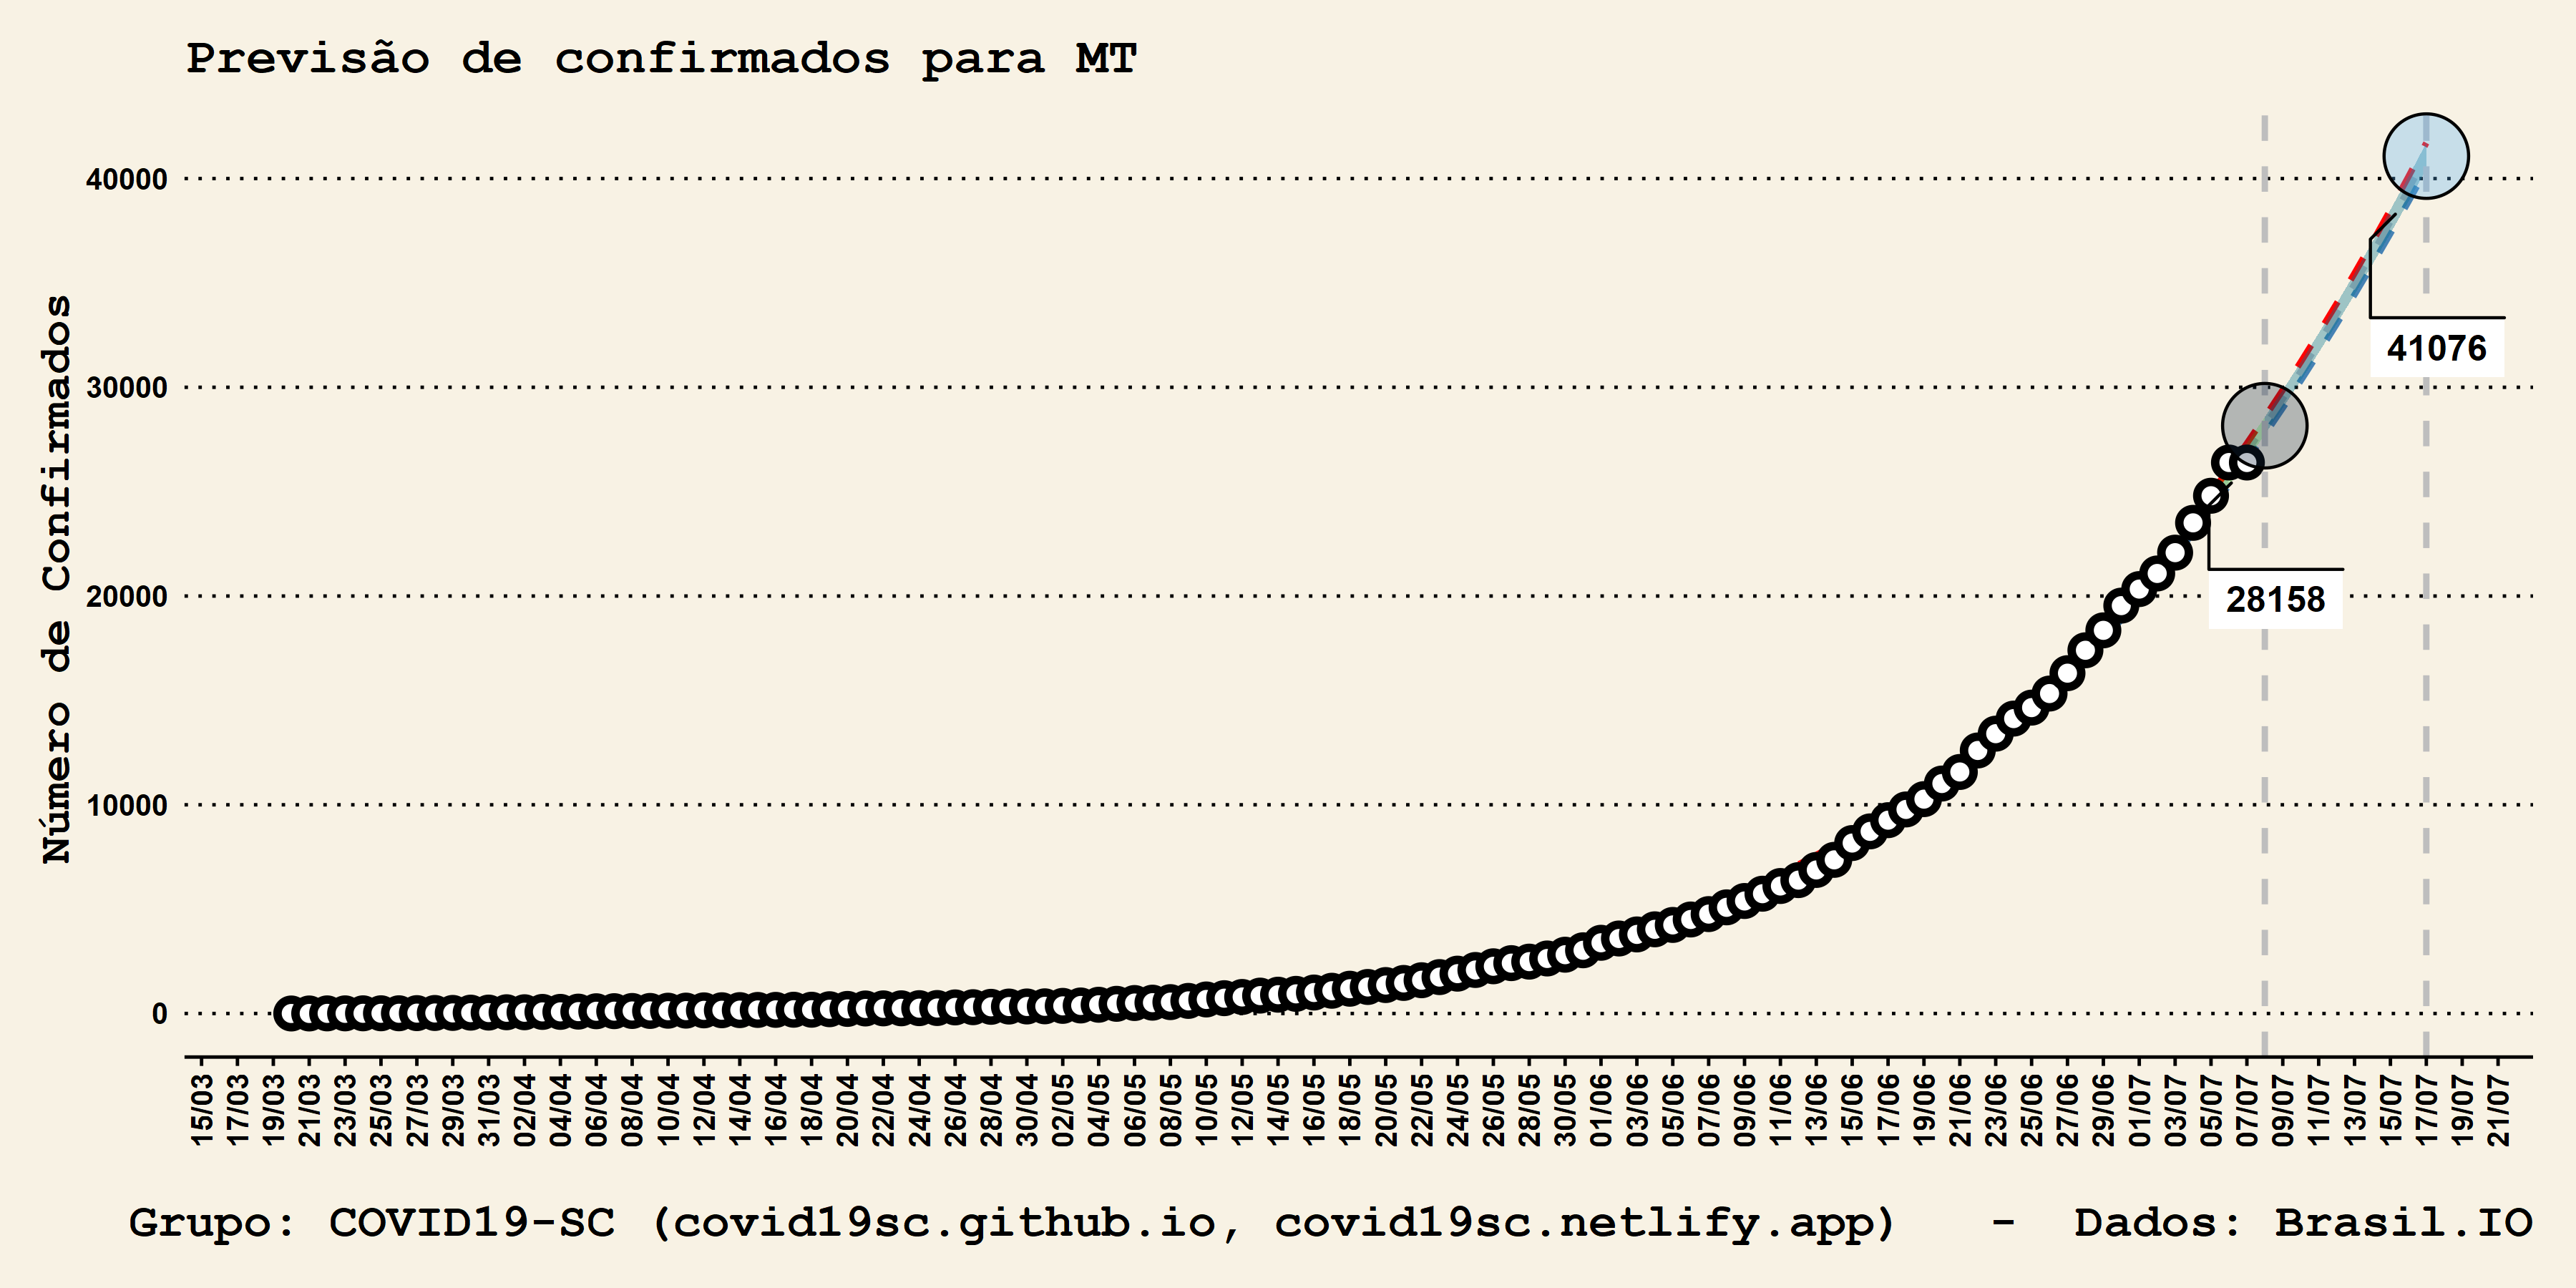 Previsão de confirmados para MT
Número de Confirmados
40000
30000
20000
10000
0
41076
28158
15/03 17/03 19/03 21/03 23/03 25/03 27/03 29/03 31/03 02/04 04/04 06/04 08/04 10/04 12/04 14/04 16/04 18/04 20/04 22/04 24/04 26/04 28/04 30/04 02/05 04/05 06/05 08/05 10/05 12/05 14/05 16/05 18/05 20/05 22/05 24/05 26/05 28/05 30/05 01/06 03/06 05/06 07/06 09/06 11/06 13/06 15/06 17/06 19/06 21/06 23/06 25/06 27/06 29/06 01/07 03/07 05/07 07/07 09/07 11/07 13/07 15/07 17/07 19/07 21/07
Grupo: COVID19-SC (covid19sc.github.io, covid19sc.netlify.app) - Dados: Brasil.IO